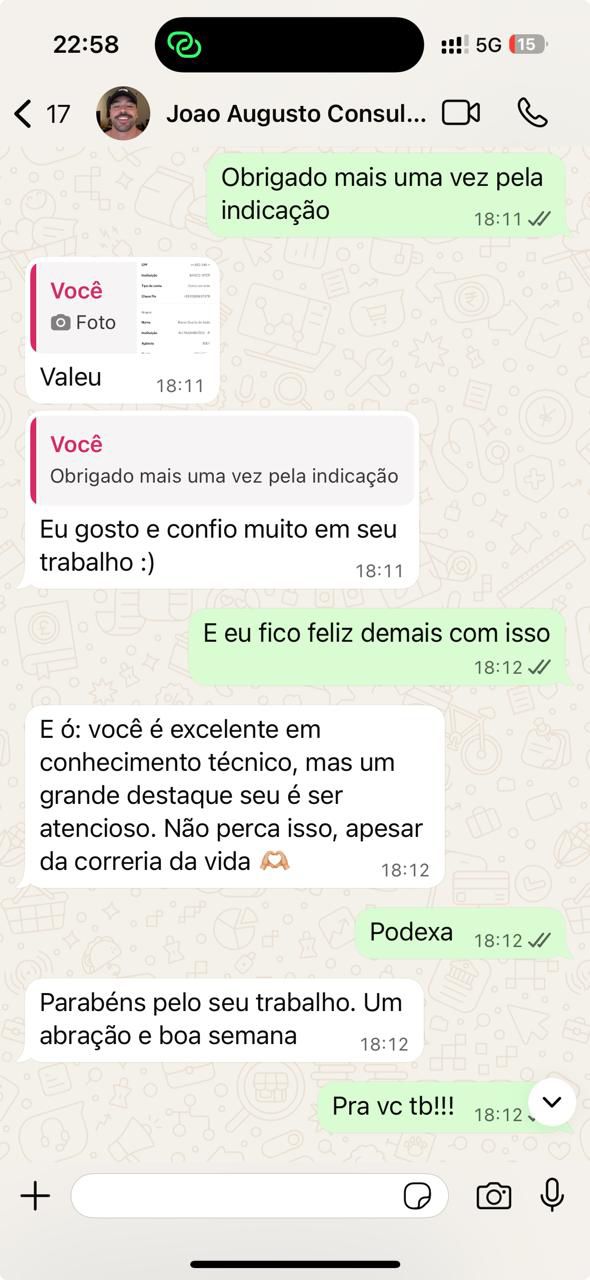 22:58
5G
15
17
Joao Augusto Consul...
Obrigado mais uma vez pela
indicação
18:11
Você
Foto
Valeu
18:11
Você
Obrigado mais uma vez pela indicação
Eu gosto e confio muito em seu
trabalho :)
18:11
E eu fico feliz demais com isso
18:12
E ó: você é excelente em
conhecimento técnico, mas um
grande destaque seu é ser
atencioso. Não perca isso, apesar
da correria da vida 🫶🏼
18:12
Podexa
18:12
Parabéns pelo seu trabalho. Um
abração e boa semana
18:12
Pra vc tb!!!
18:12